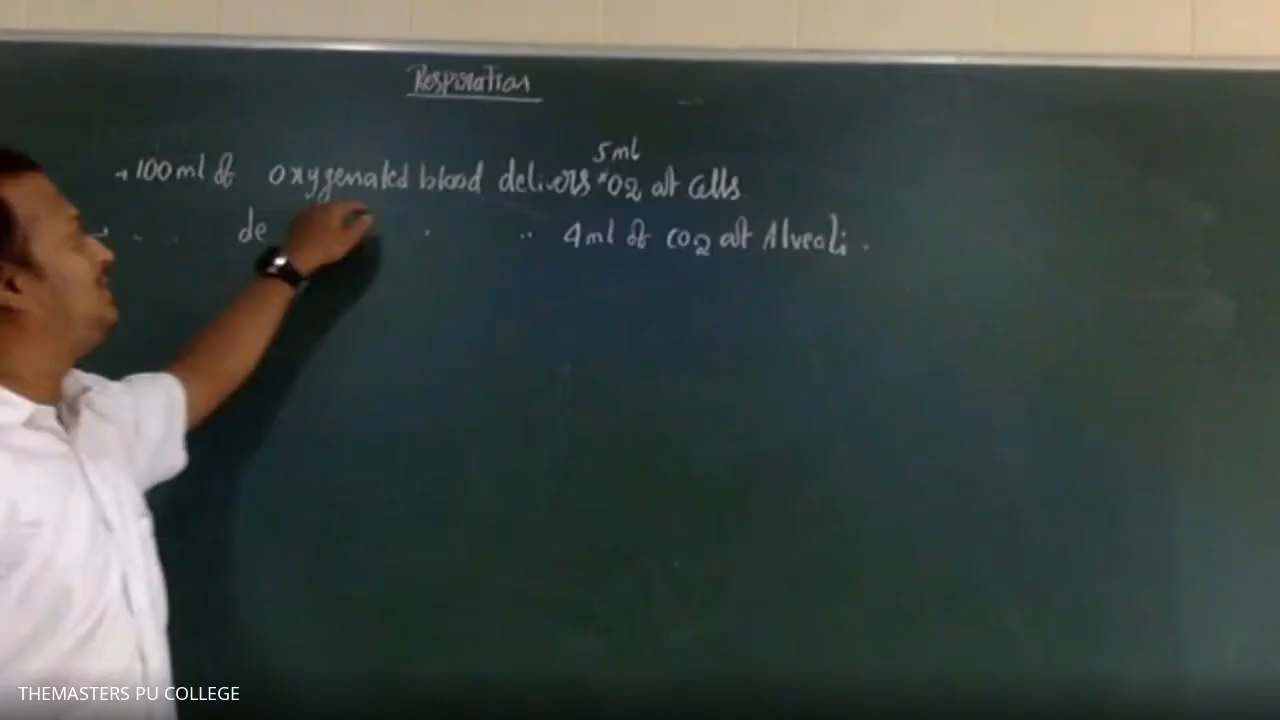 Respiration
5ml
→ 100ml of oxygenated blood delivers *O2 at cells
→ .. .. de .. .. 4ml of CO2 at Alveoli.
THEMASTERS PU COLLEGE